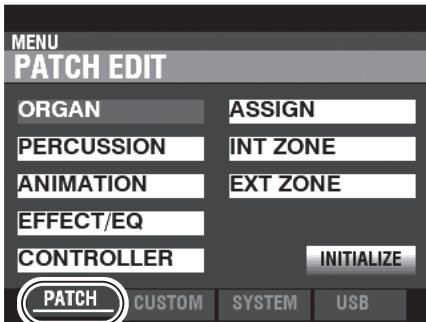 MENU
PATCH EDIT
ORGAN
ASSIGN
PERCUSSION
INT ZONE
ANIMATION
EXT ZONE
EFFECT/EQ
CONTROLLER
INITIALIZE
PATCH CUSTOM SYSTEM USB